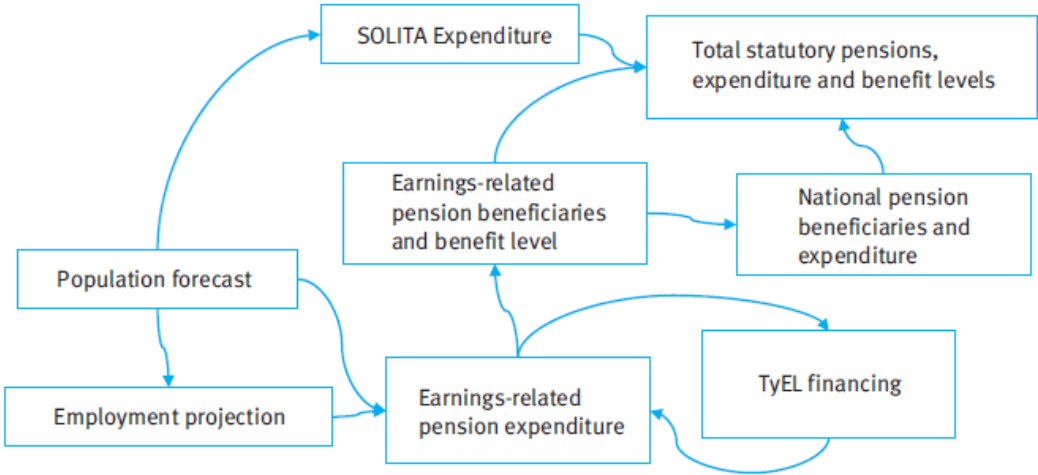 SOLITA Expenditure
Total statutory pensions,
expenditure and benefit levels
Earnings-related
pension beneficiaries
and benefit level
National pension
beneficiaries and
expenditure
Population forecast
Employment projection
Earnings-related
pension expenditure
TyEL financing